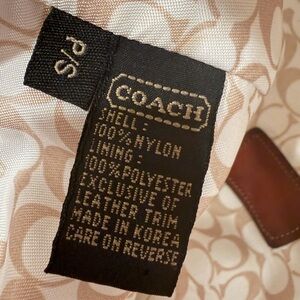 P/S
COACH
SHELL:
100% NYLON
LINING:
100% POLYESTER
EXCLUSIVE OF
LEATHER TRIM
MADE IN KOREA
CARE ON REVERSE